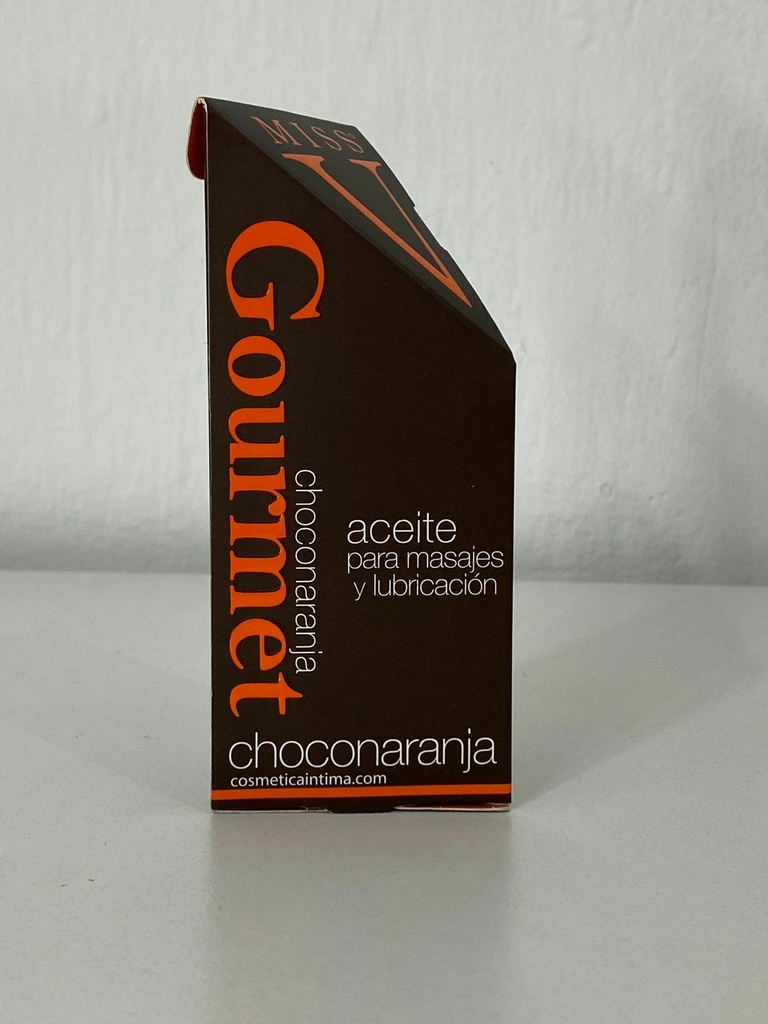 MISS®
V
Gourmet
choconaranja
aceite
para masajes
y lubricación
choconaranja
cosmeticaintima.com